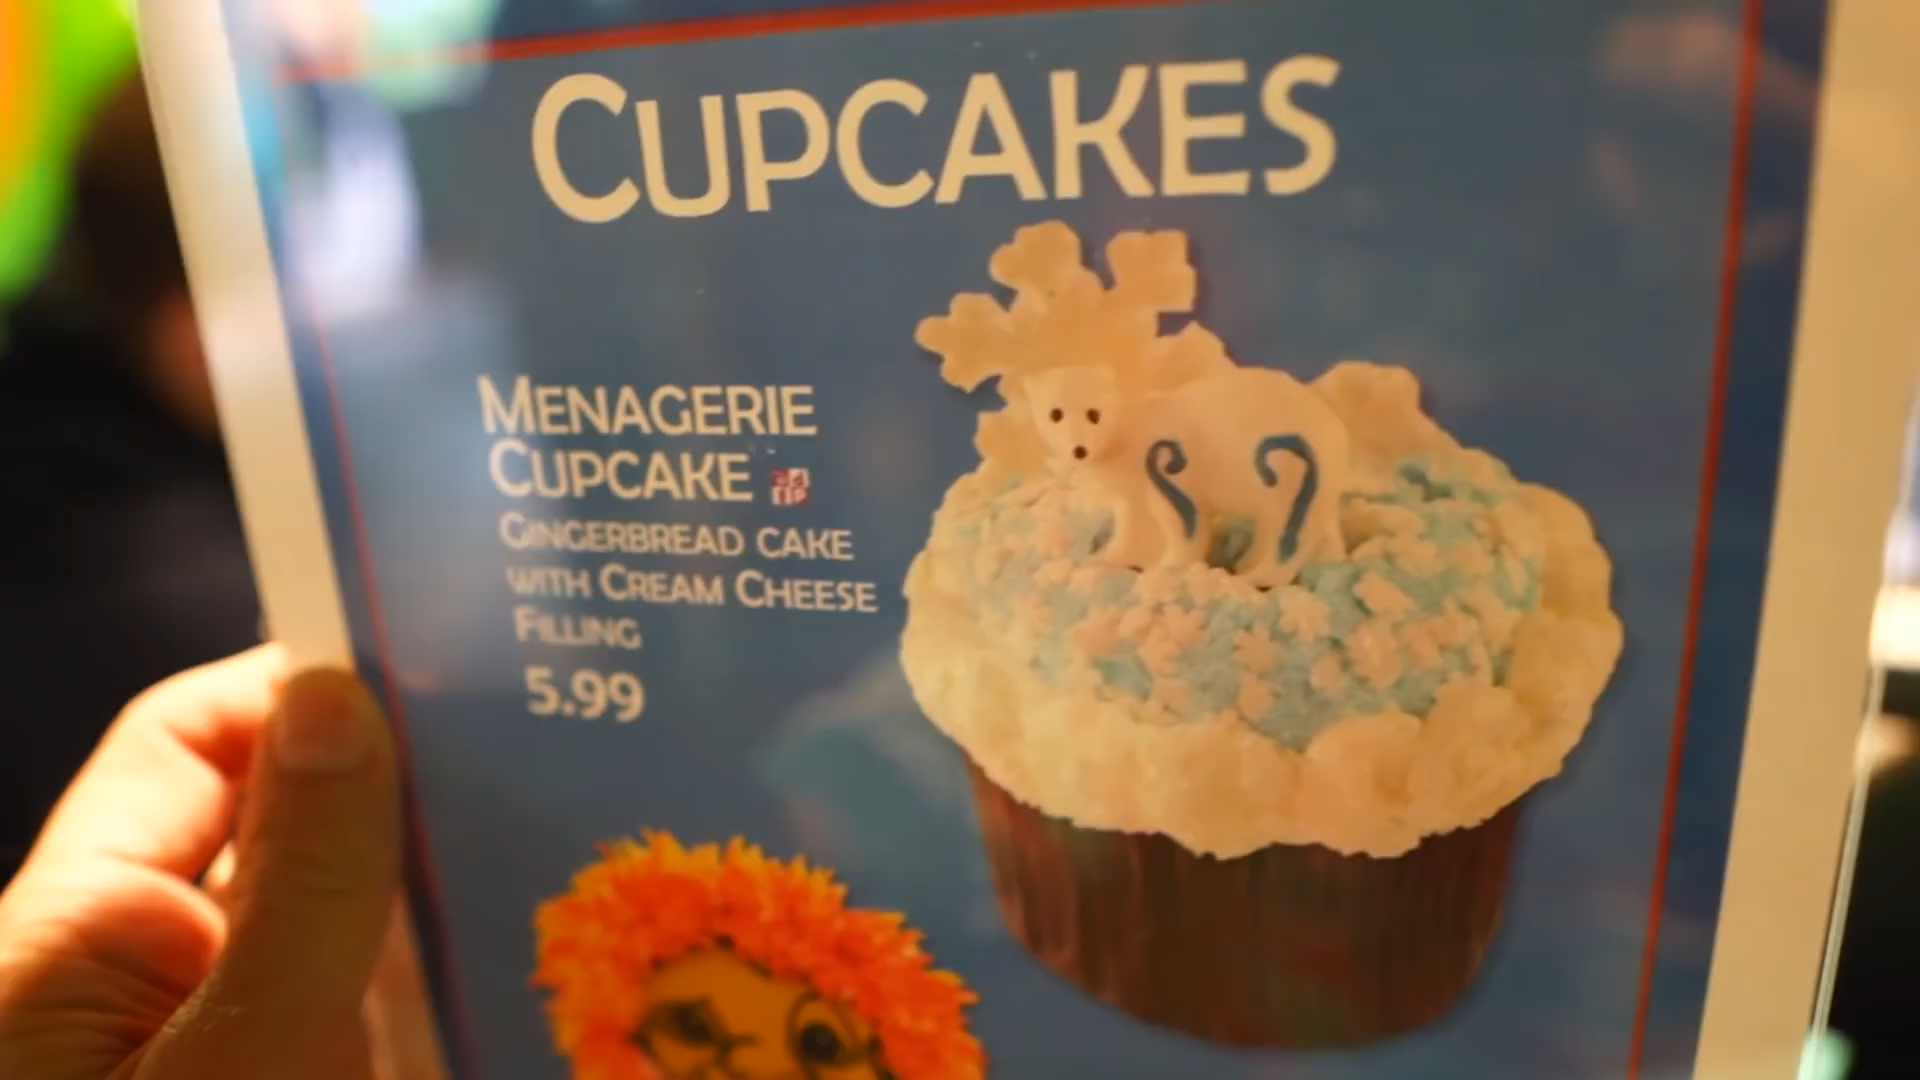 CUPCAKES
MENAGERIE
CUPCAKE
GINGERBREAD CAKE
WITH CREAM CHEESE
FILLING
5.99